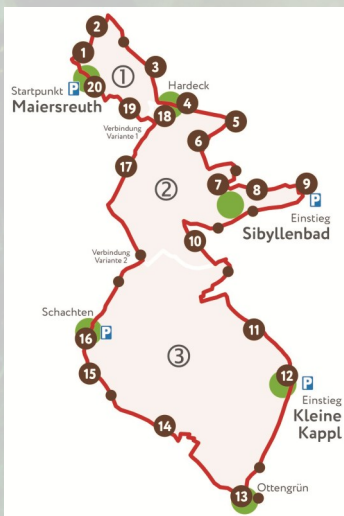 2
1
3
①
Hardeck
Startpunkt P
20
4
Maiersreuth
19
18
5
Verbindung
Variante 1
6
17
7
8
9
②
P
Einstieg
Sibyllenbad
10
Verbindung
Variante 2
Schachten
16
P
11
③
15
12
P
Einstieg
Kleine
Kappl
14
Ottengrün
13